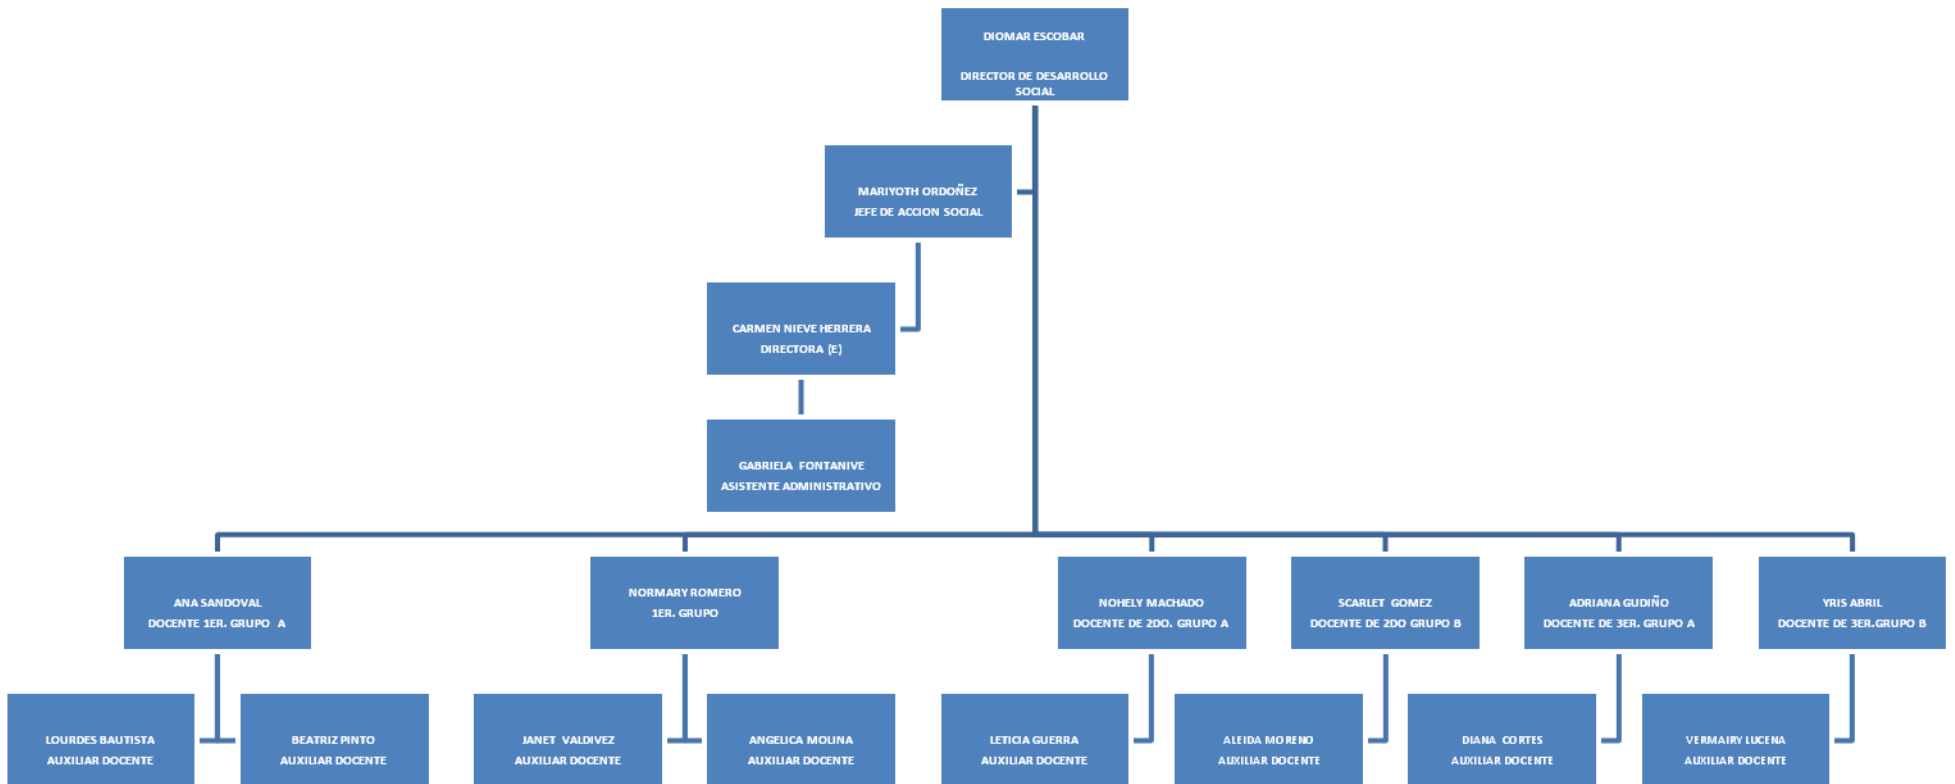 DIOMAR ESCOBAR
DIRECTOR DE DESARROLLO
SOCIAL
MARIYOTH ORDOÑEZ
JEFE DE ACCION SOCIAL
CARMEN NIEVE HERRERA
DIRECTORA (E)
GABRIELA FONTANIVE
ASISTENTE ADMINISTRATIVO
ANA SANDOVAL
DOCENTE 1ER. GRUPO A
NORMARY ROMERO
1ER. GRUPO
NOHELY MACHADO
DOCENTE DE 2DO. GRUPO A
SCARLET GOMEZ
DOCENTE DE 2DO GRUPO B
ADRIANA GUDIÑO
DOCENTE DE 3ER. GRUPO A
YRIS ABRIL
DOCENTE DE 3ER.GRUPO B
LOURDES BAUTISTA
AUXILIAR DOCENTE
BEATRIZ PINTO
AUXILIAR DOCENTE
JANET VALDIVEZ
AUXILIAR DOCENTE
ANGELICA MOLINA
AUXILIAR DOCENTE
LETICIA GUERRA
AUXILIAR DOCENTE
ALEIDA MORENO
AUXILIAR DOCENTE
DIANA CORTES
AUXILIAR DOCENTE
VERMAIRY LUCENA
AUXILIAR DOCENTE